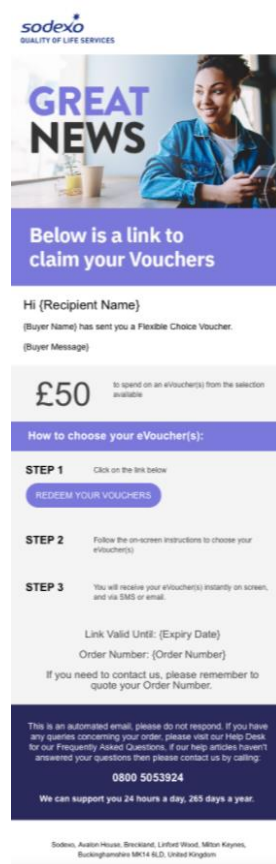 sodexo
QUALITY OF LIFE SERVICES
GREAT
NEWS
Below is a link to
claim your Vouchers
Hi {Recipient Name}
{Buyer Name} has sent you a Flexible Choice Voucher.
{Buyer Message}
£50
to spend on an eVoucher(s) from the selection
available
How to choose your eVoucher(s):
STEP 1
Click on the link below
REDEEM YOUR VOUCHERS
STEP 2
Follow the on-screen instructions to choose your
eVoucher(s)
STEP 3
You will receive your eVoucher(s) instantly on screen,
and via SMS or email.
Link Valid Until: {Expiry Date}
Order Number: {Order Number}
If you need to contact us, please remember to
quote your Order Number.
This is an automated email, please do not respond. If you have
any queries concerning your order, please visit our Help Desk
for our Frequently Asked Questions, if our help articles haven't
answered your questions then please contact us by calling:
0800 5053924
We can support you 24 hours a day, 265 days a year.
Sodexo, Avalon House, Breckland, Linford Wood, Milton Keynes,
Buckinghamshire MK14 6LD, United Kingdom